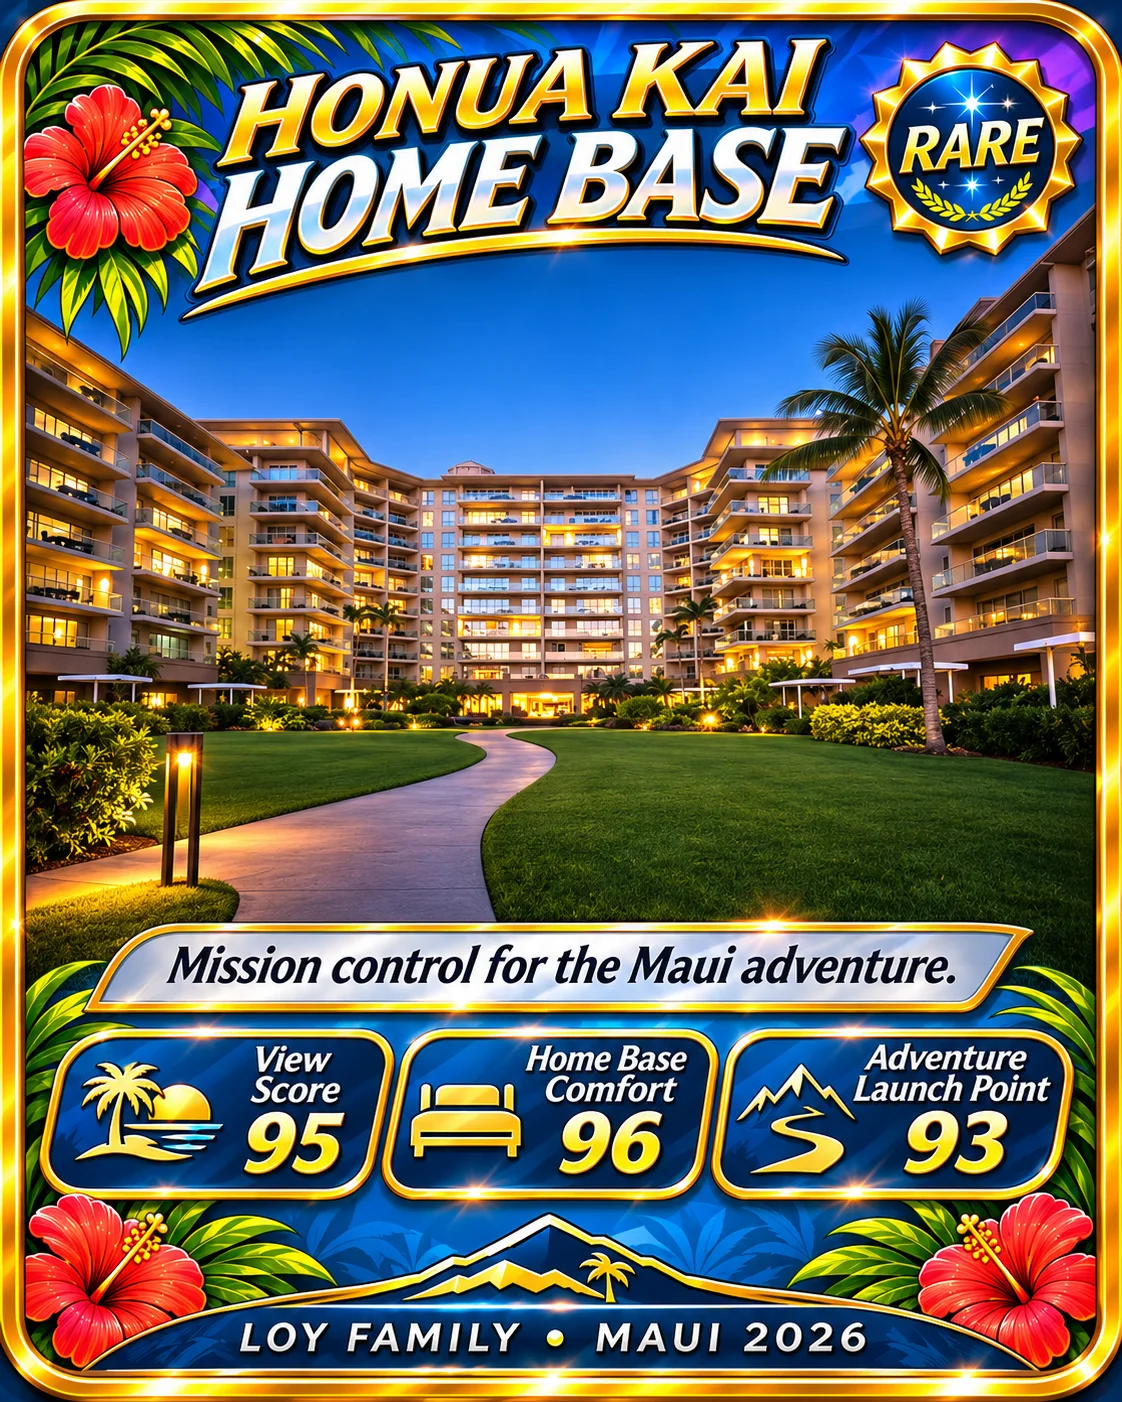 HONUA KAI
HOME BASE
RARE
Mission control for the Maui adventure.
View
Score
95
Home Base
Comfort
96
Adventure
Launch Point
93
LOY FAMILY • MAUI 2026